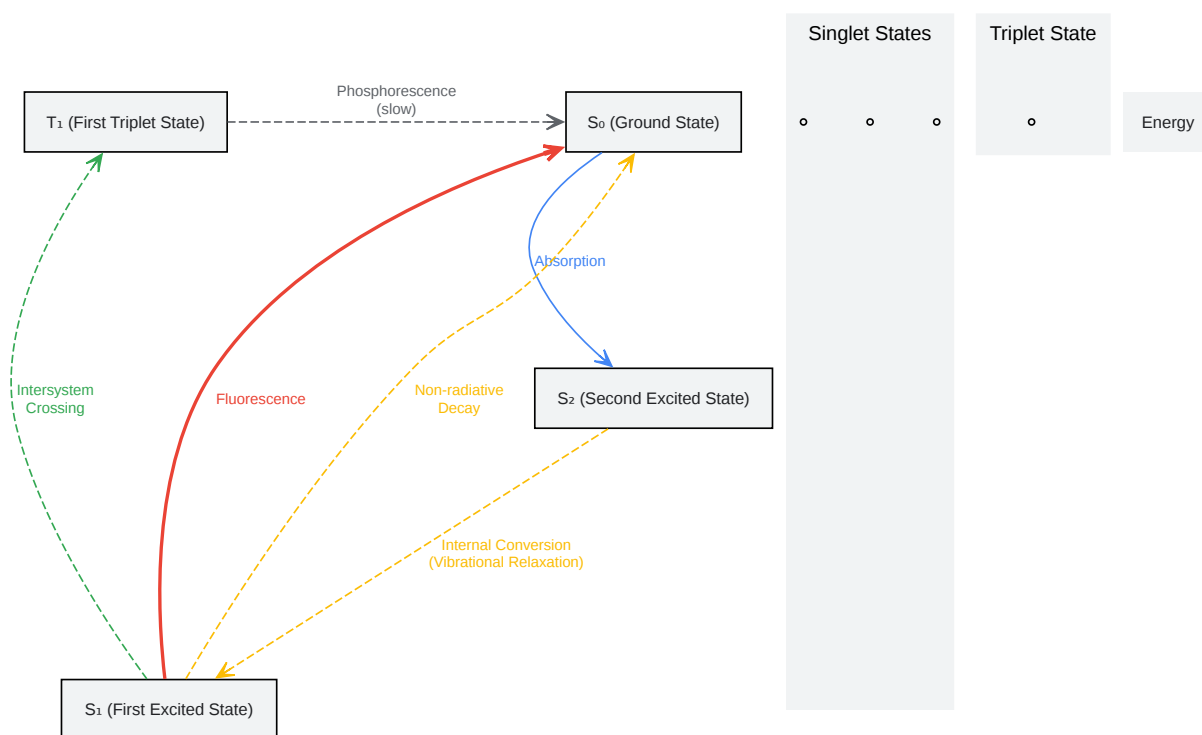 Singlet States
Triplet State
Phosphorescence
(slow)
T₁ (First Triplet State)
S₀ (Ground State)
Energy
Absorption
Intersystem
Crossing
Fluorescence
Non-radiative
Decay
S₂ (Second Excited State)
Internal Conversion
(Vibrational Relaxation)
S₁ (First Excited State)